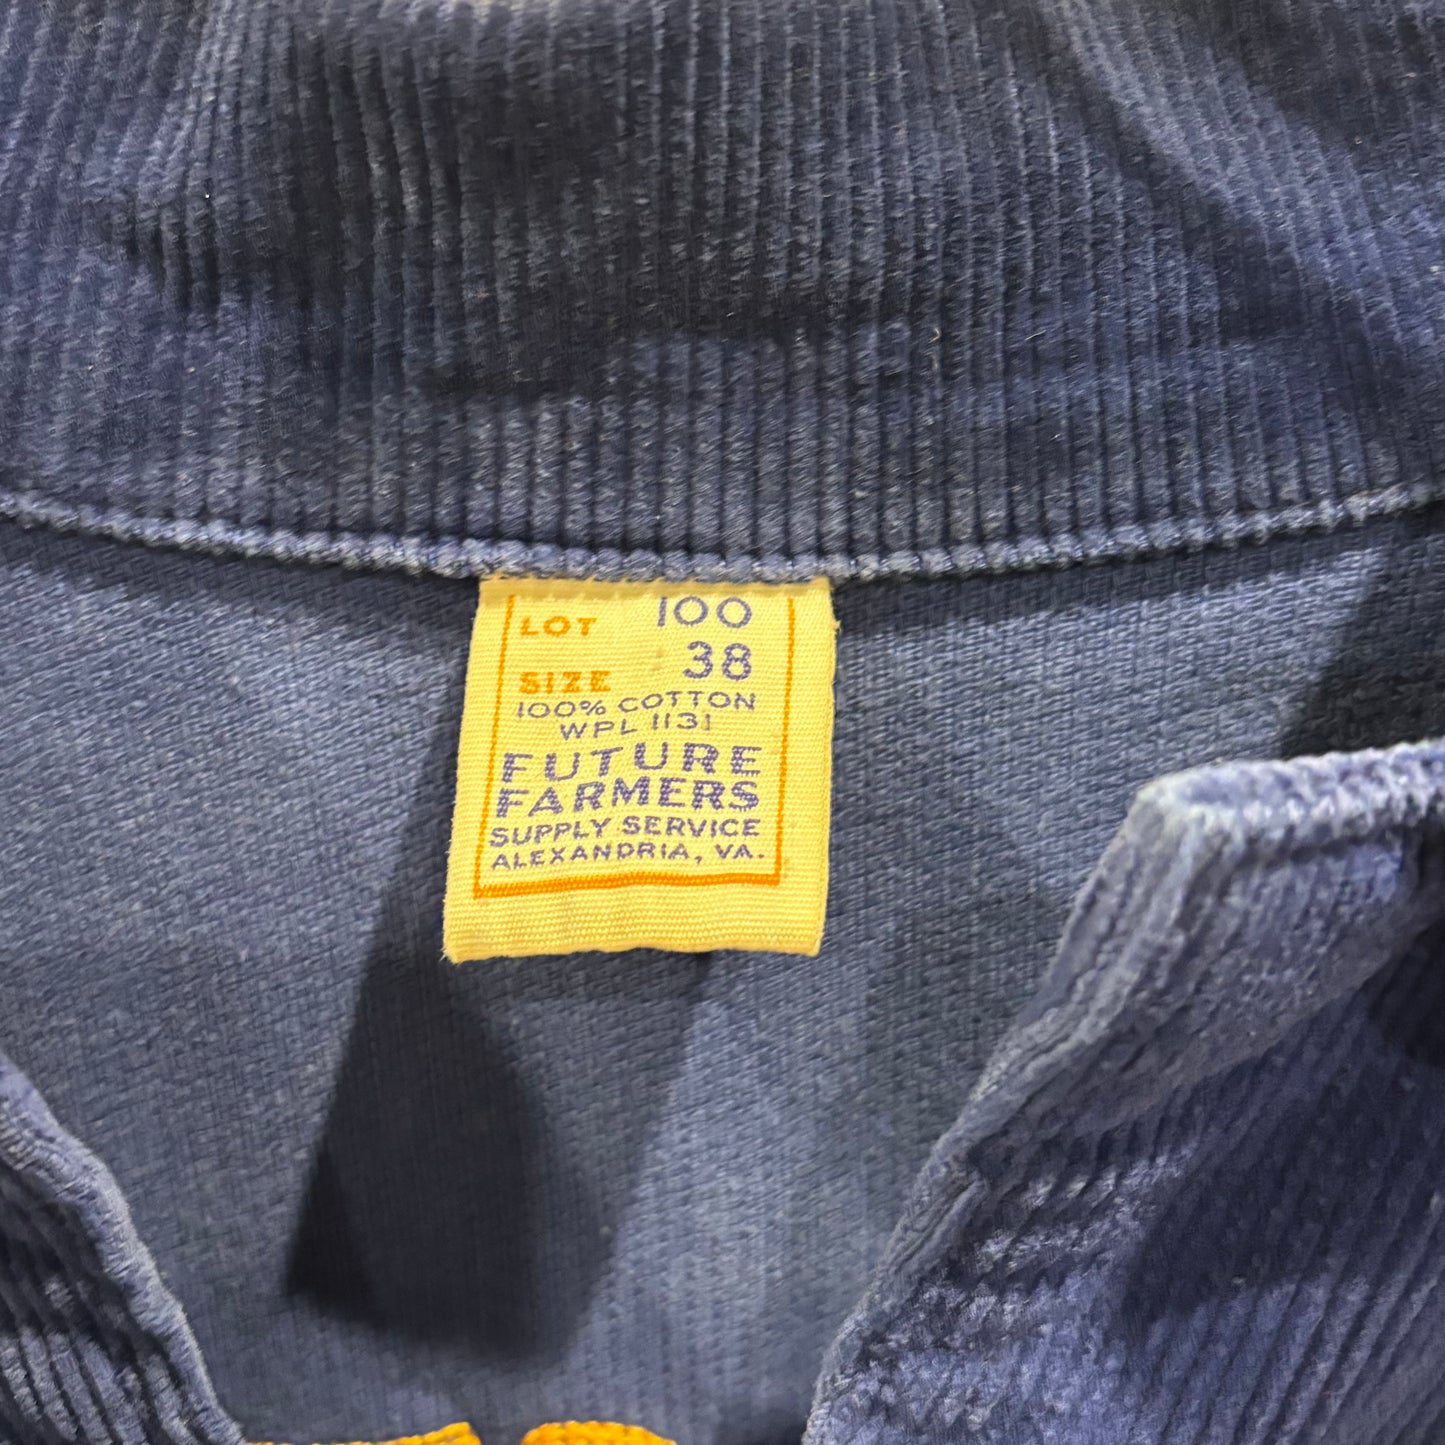 LOT 100
SIZE 38
100% COTTON
WPL 1131
FUTURE
FARMERS
SUPPLY SERVICE
ALEXANDRIA, VA.